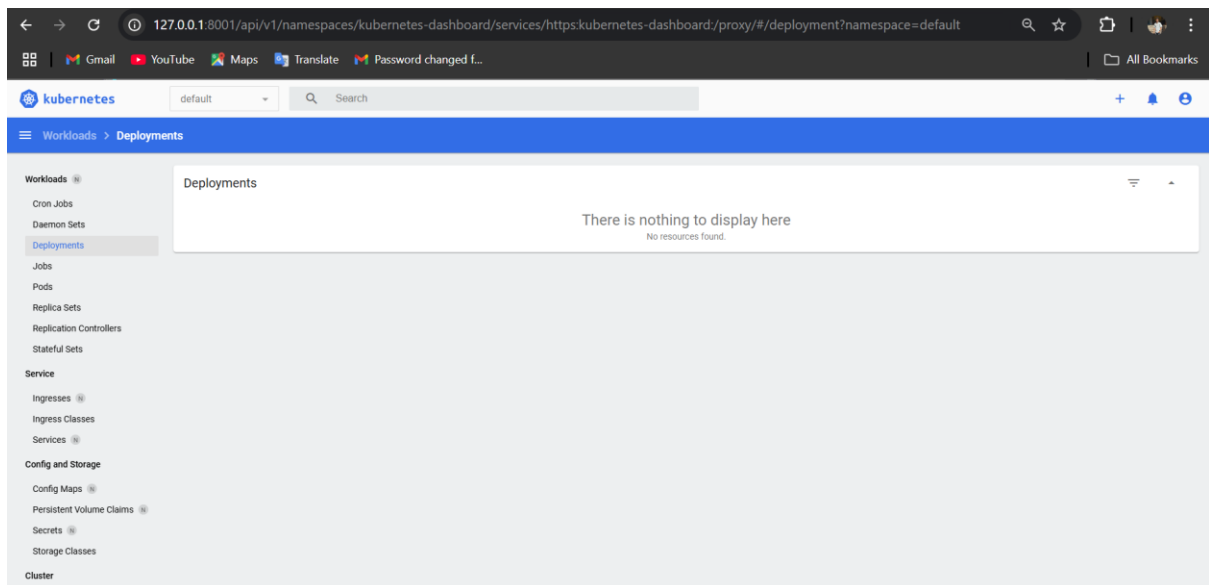 127.0.0.1:8001/api/v1/namespaces/kubernetes-dashboard/services/https:kubernetes-dashboard:/proxy/#/deployment?namespace=default
Gmail YouTube Maps Translate Password changed f... All Bookmarks
kubernetes default Search
Workloads > Deployments
Workloads N
Deployments
Cron Jobs
Daemon Sets
There is nothing to display here
No resources found.
Deployments
Jobs
Pods
Replica Sets
Replication Controllers
Stateful Sets
Service
Ingresses N
Ingress Classes
Services N
Config and Storage
Config Maps N
Persistent Volume Claims N
Secrets N
Storage Classes
Cluster